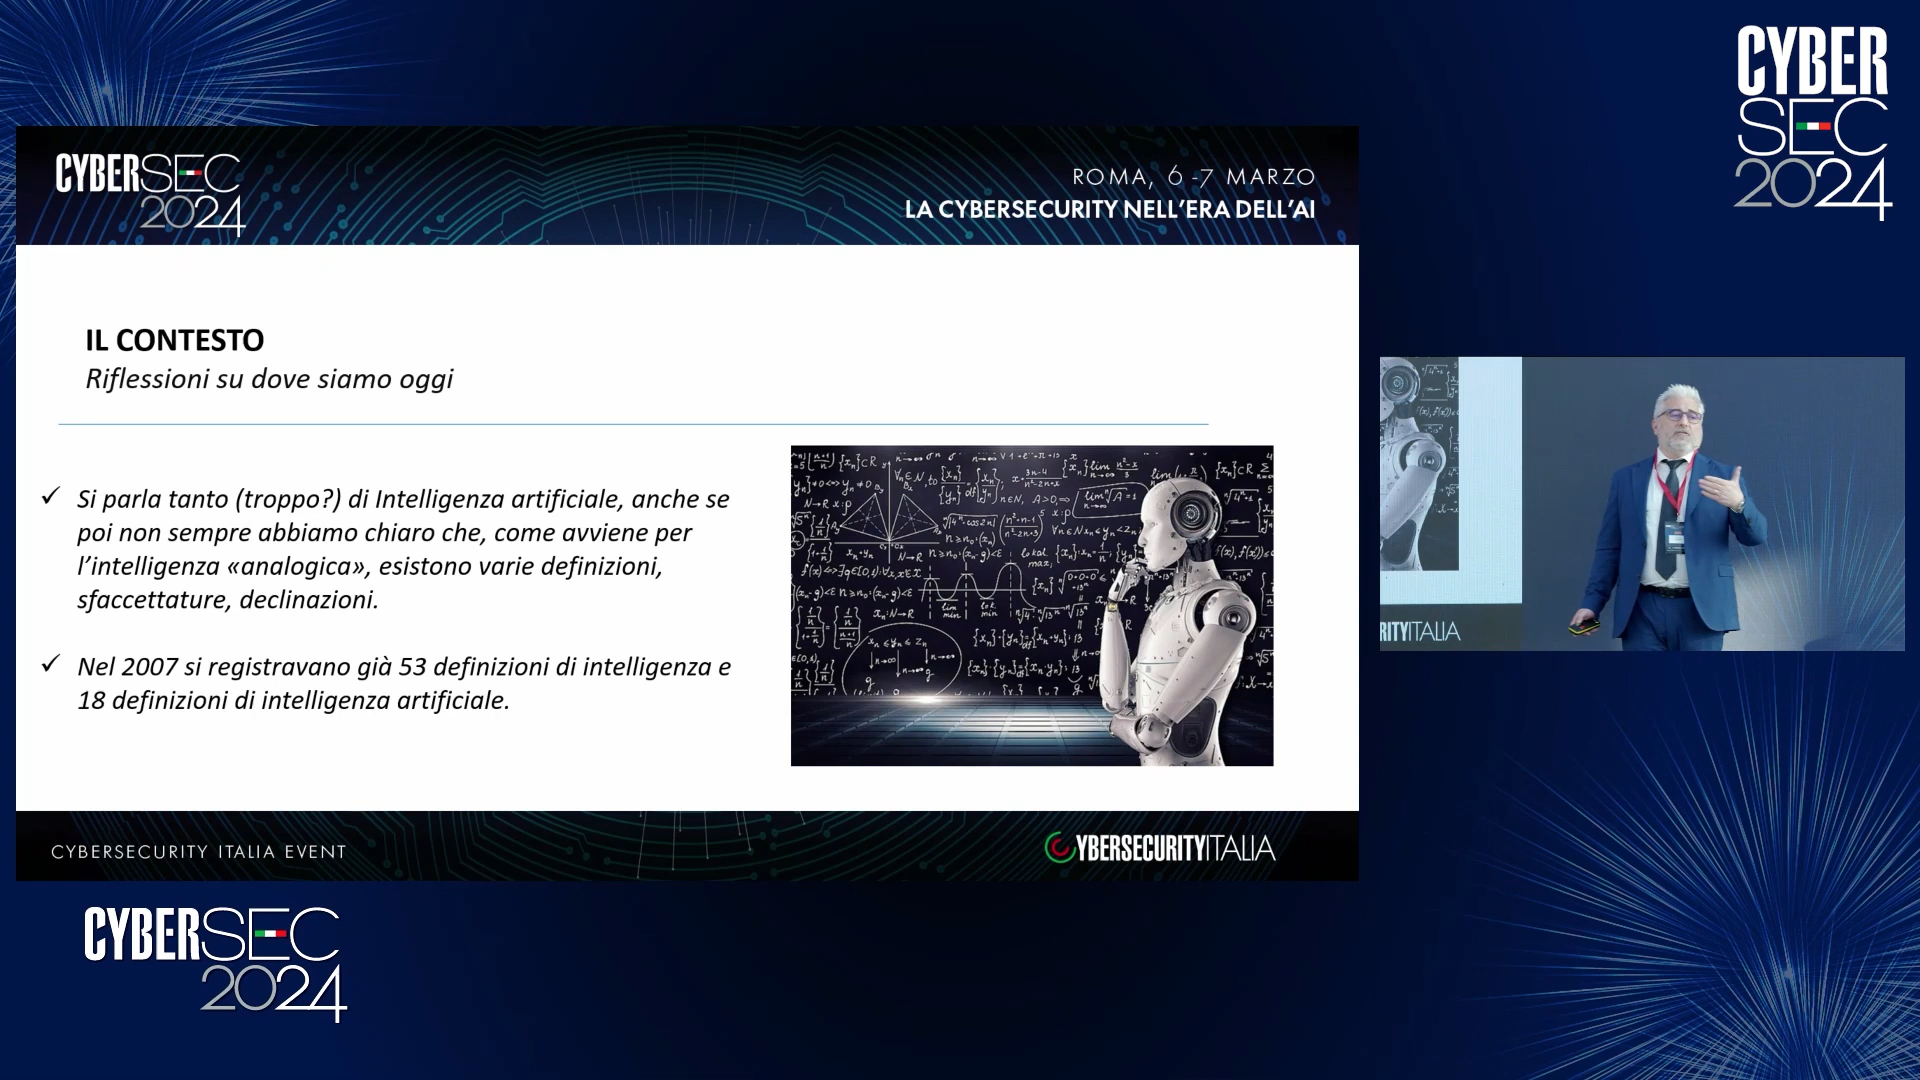 CYBER
SEC
2024
CYBERSEC
2024
ROMA, 6 -7 MARZO
LA CYBERSECURITY NELL'ERA DELL'AI
IL CONTESTO
Riflessioni su dove siamo oggi
✓ Si parla tanto (troppo?) di Intelligenza artificiale, anche se
poi non sempre abbiamo chiaro che, come avviene per
l'intelligenza «analogica», esistono varie definizioni,
sfaccettature, declinazioni.
✓ Nel 2007 si registravano già 53 definizioni di intelligenza e
18 definizioni di intelligenza artificiale.
RITYITALIA
CYBERSECURITY ITALIA EVENT
CYBERSECURITYITALIA
CYBERSEC
2024